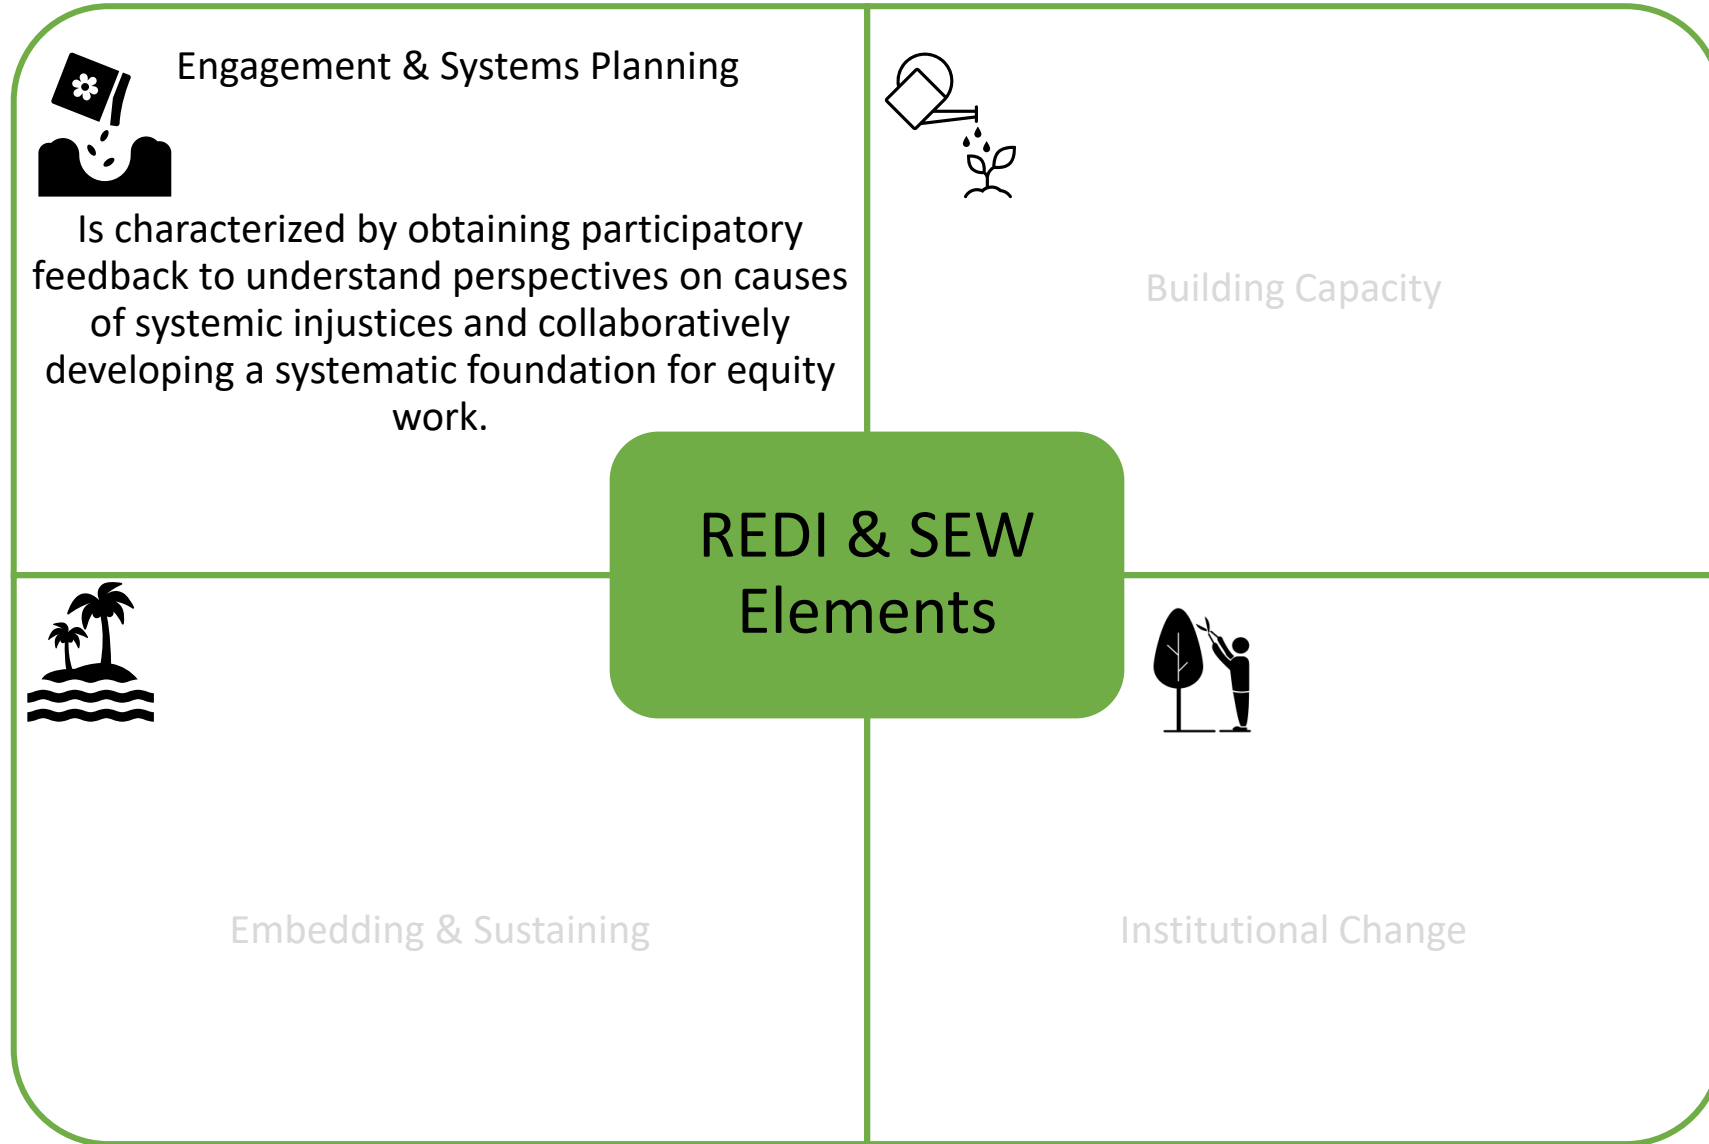 Engagement & Systems Planning
Is characterized by obtaining participatory
feedback to understand perspectives on causes
of systemic injustices and collaboratively
developing a systematic foundation for equity
work.
Building Capacity
REDI & SEW
Elements
Embedding & Sustaining
Institutional Change